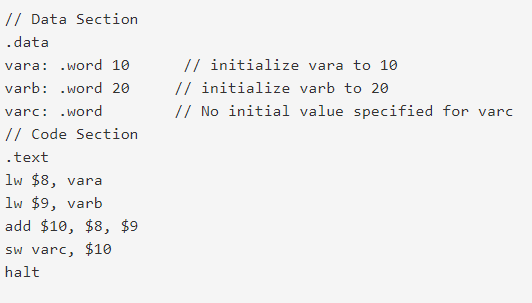 // Data Section
.data
vara: .word 10      // initialize vara to 10
varb: .word 20     // initialize varb to 20
varc: .word        // No initial value specified for varc
// Code Section
.text
lw $8, vara
lw $9, varb
add $10, $8, $9
sw varc, $10
halt